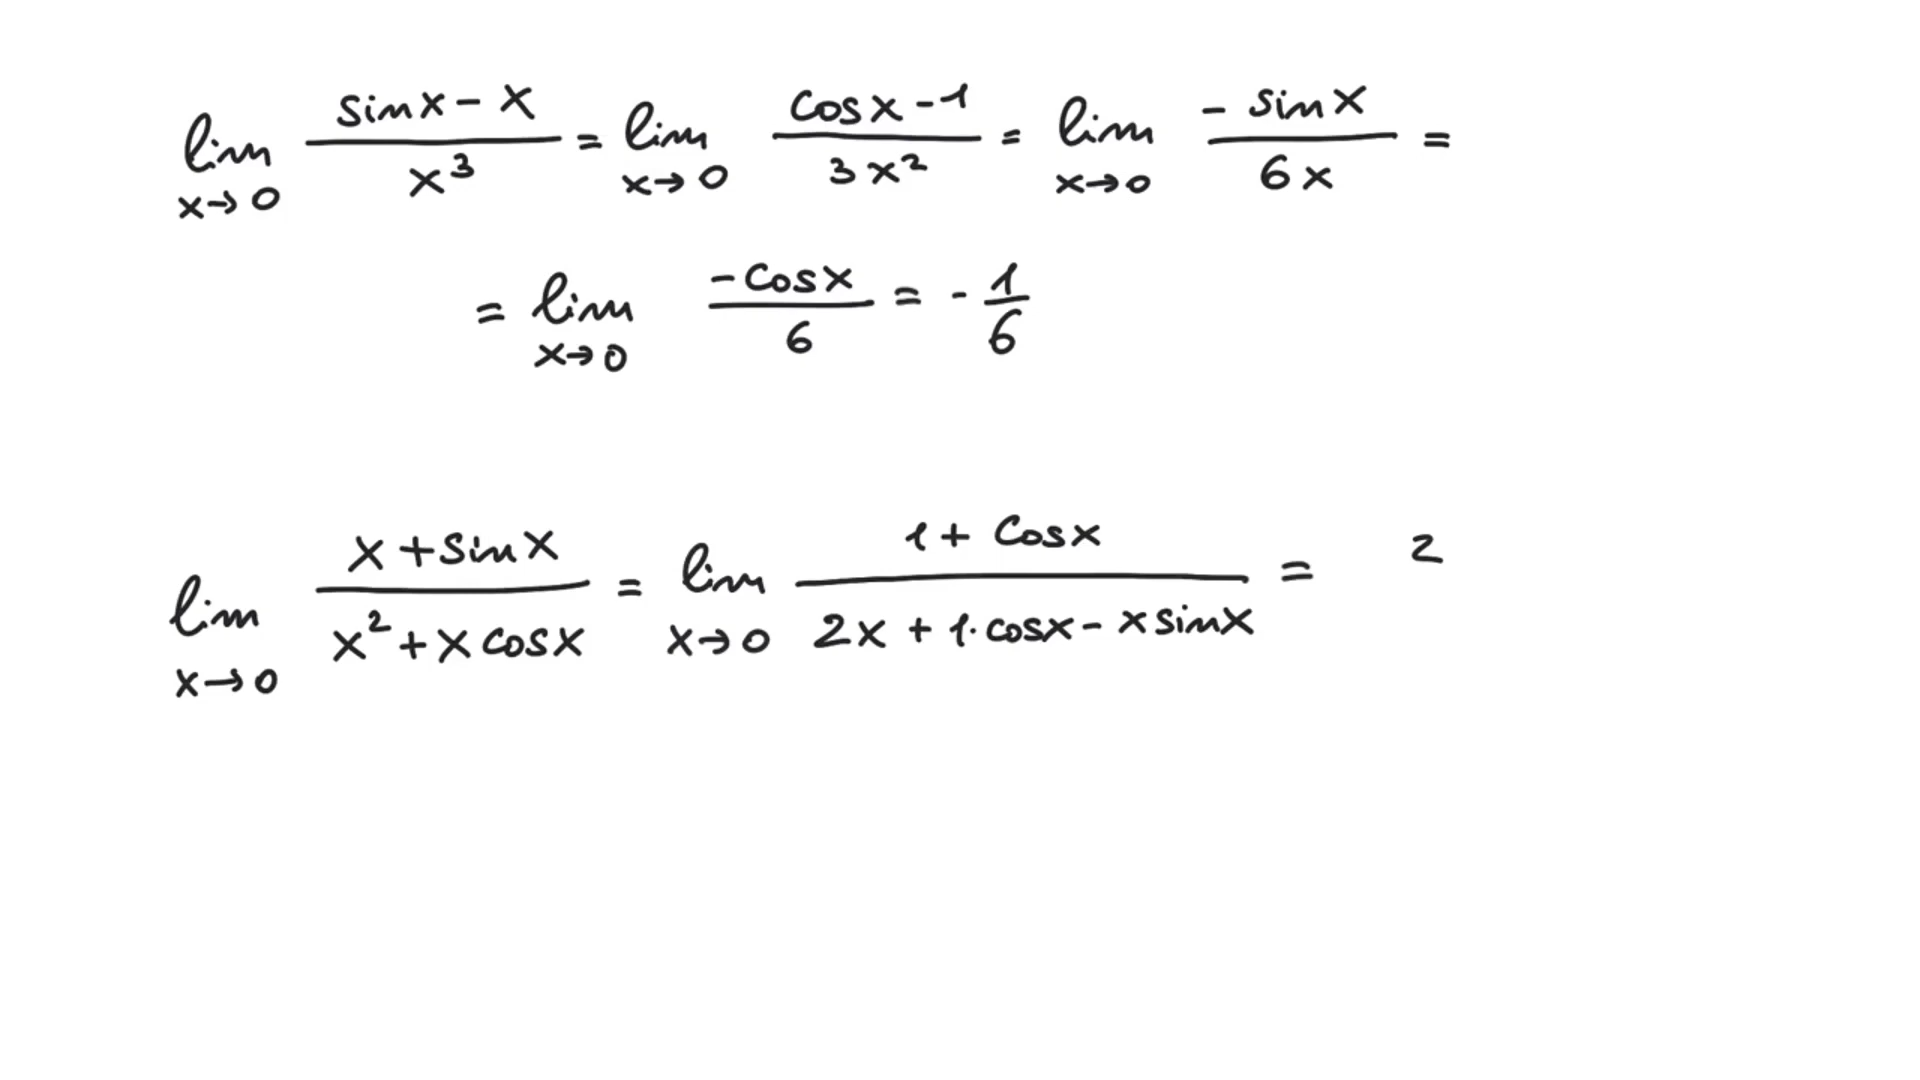 lim x→0 (sin x - x)/x³ = lim x→0 (cos x - 1)/(3x²) = lim x→0 (- sin x)/(6x) =
= lim x→0 (- cos x)/6 = - 1/6
lim x→0 (x + sin x)/(x² + x cos x) = lim x→0 (1 + cos x)/(2x + 1·cos x - x sin x) = 2